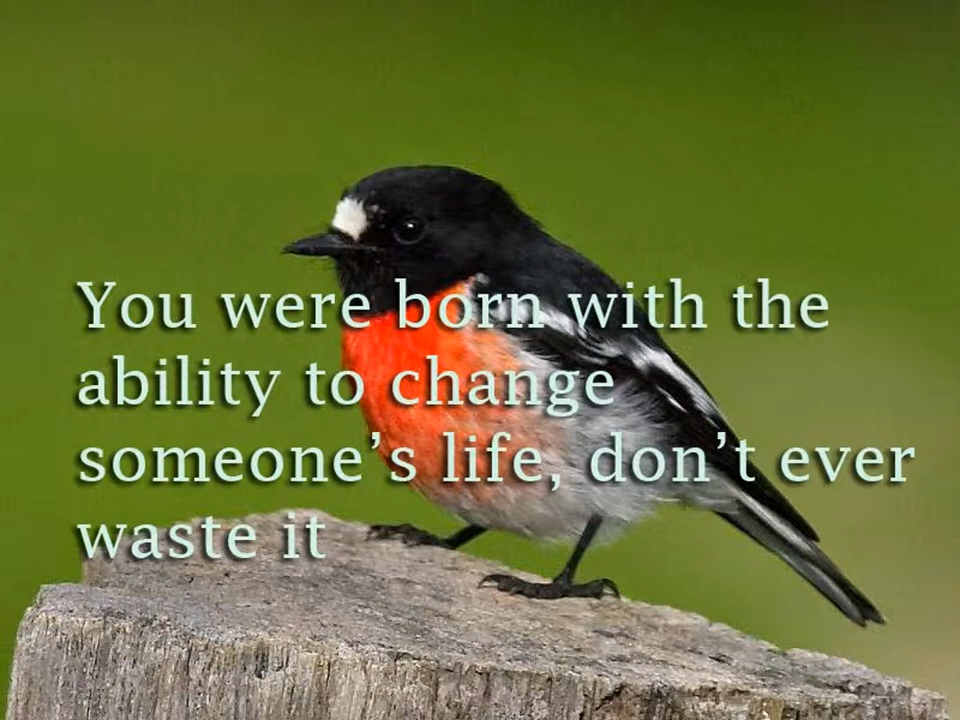 You were born with the
ability to change
someone’s life, don’t ever
waste it